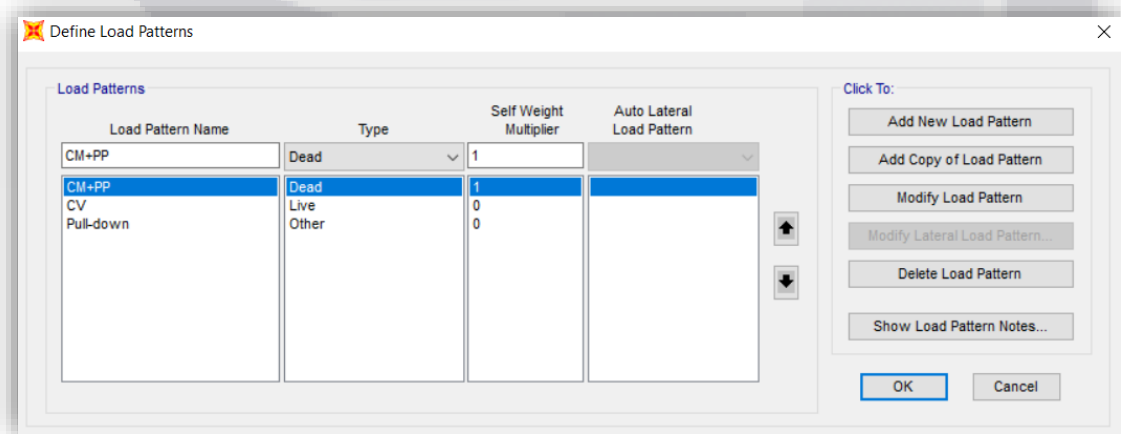 Define Load Patterns
Load Patterns
Click To:
Load Pattern Name
Type
Self Weight
Multiplier
Auto Lateral
Load Pattern
CM+PP
Dead
1
CM+PP
Dead
1
CV
Live
0
Pull-down
Other
0
Add New Load Pattern
Add Copy of Load Pattern
Modify Load Pattern
Modify Lateral Load Pattern...
Delete Load Pattern
Show Load Pattern Notes...
OK
Cancel